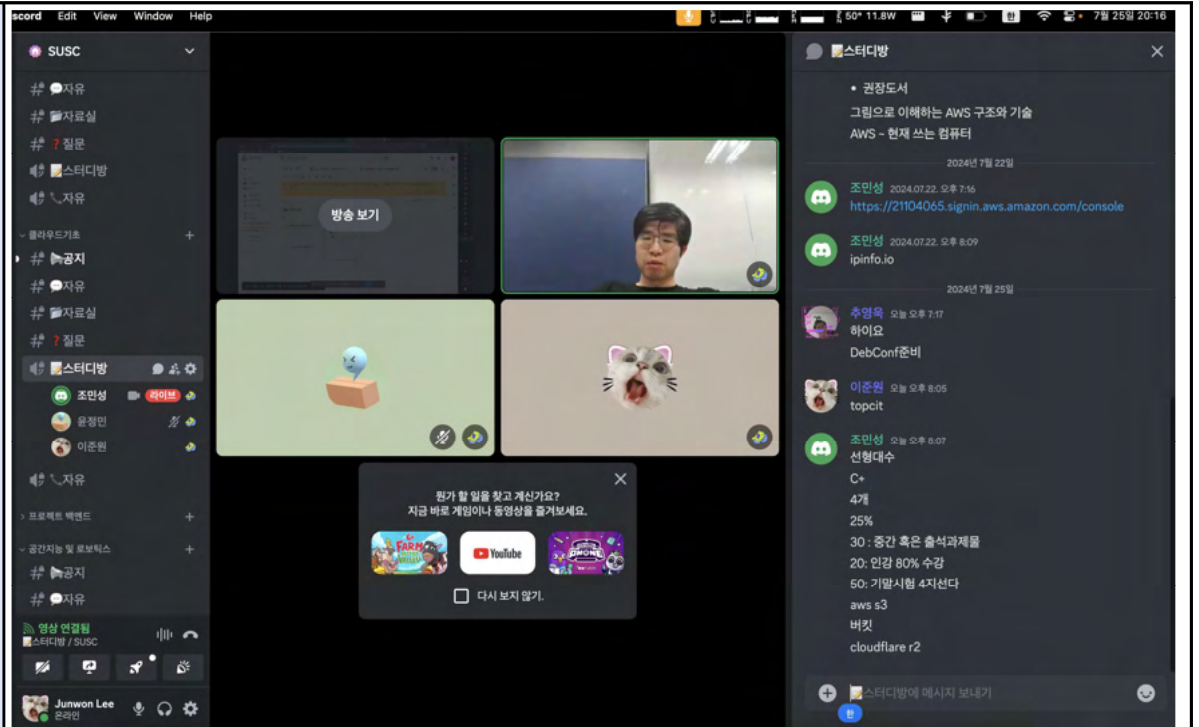 scord Edit View Window Help
50° 11.8W 한 7월 25일 20:16
SUSC
자유
자료실
질문
스터디방
자유
클라우드기초
공지
자유
자료실
질문
스터디방
조민성 라이브
윤정민
이준원
자유
프로젝트 백엔드
공간지능 및 로보틱스
공지
자유
영상 연결됨
스터디방 / SUSC
Junwon Lee
온라인
방송 보기
뭔가 할 일을 찾고 계신가요?
지금 바로 게임이나 동영상을 즐겨보세요.
FARM
YouTube
PHONE
다시 보지 않기.
스터디방
• 권장도서
그림으로 이해하는 AWS 구조와 기술
AWS - 현재 쓰는 컴퓨터
2024년 7월 22일
조민성 2024.07.22. 오후 7:16
https://21104065.signin.aws.amazon.com/console
조민성 2024.07.22. 오후 8:09
ipinfo.io
2024년 7월 25일
추영욱 오늘 오후 7:17
하이요
DebConf준비
이준원 오늘 오후 8:05
topcit
조민성 오늘 오후 8:07
선형대수
C+
4개
25%
30 : 중간 혹은 출석과제물
20: 인강 80% 수강
50: 기말시험 4지선다
aws s3
버킷
cloudflare r2
스터디방에 메시지 보내기
한